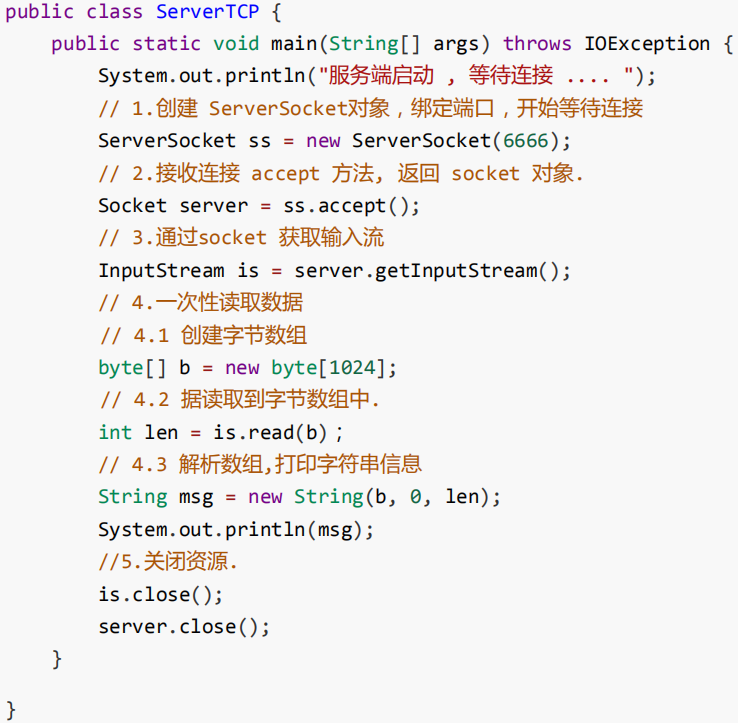 public class ServerTCP {
    public static void main(String[] args) throws IOException {
        System.out.println("服务端启动 , 等待连接 .... ");
        // 1.创建 ServerSocket对象，绑定端口，开始等待连接
        ServerSocket ss = new ServerSocket(6666);
        // 2.接收连接 accept 方法, 返回 socket 对象.
        Socket server = ss.accept();
        // 3.通过socket 获取输入流
        InputStream is = server.getInputStream();
        // 4.一次性读取数据
        // 4.1 创建字节数组
        byte[] b = new byte[1024];
        // 4.2 据读取到字节数组中.
        int len = is.read(b)；
        // 4.3 解析数组,打印字符串信息
        String msg = new String(b, 0, len);
        System.out.println(msg);
        //5.关闭资源.
        is.close();
        server.close();
    }
}